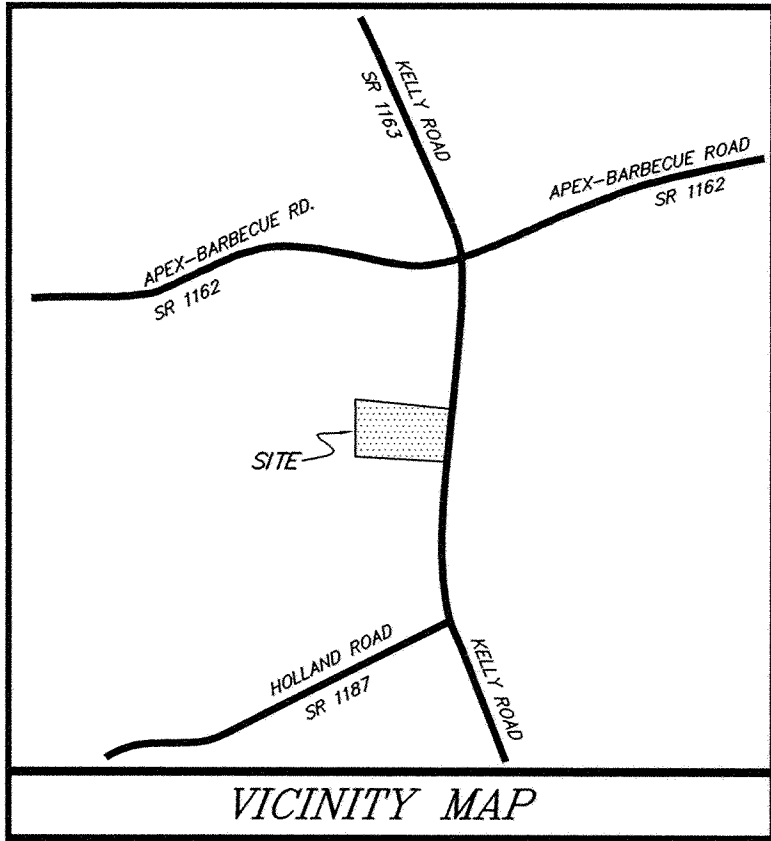 KELLY ROAD
SR 1163
APEX-BARBECUE ROAD
SR 1162
APEX-BARBECUE RD.
SR 1162
SITE
HOLLAND ROAD
SR 1187
KELLY ROAD
VICINITY MAP